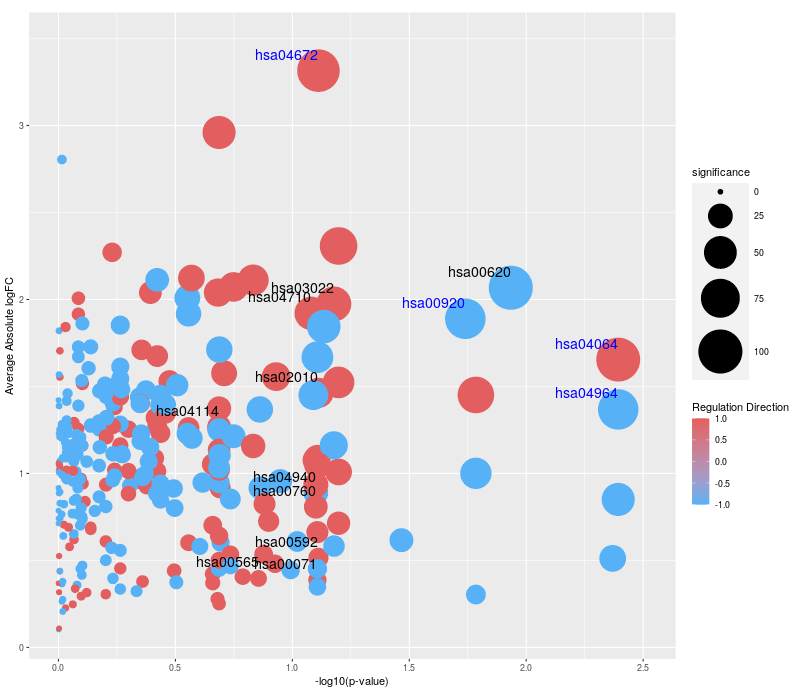 hsa04672
3
significance
0
25
hsa00620
50
hsa03022
2
hsa04710
hsa00920
75
Average Absolute logFC
hsa04064
100
hsa02010
hsa04964
Regulation Direction
hsa04114
1.0
0.5
0.0
1
hsa04940
-0.5
hsa00760
-1.0
hsa00592
hsa00565
hsa00071
0
0.0 0.5 1.0 1.5 2.0 2.5
-log10(p-value)